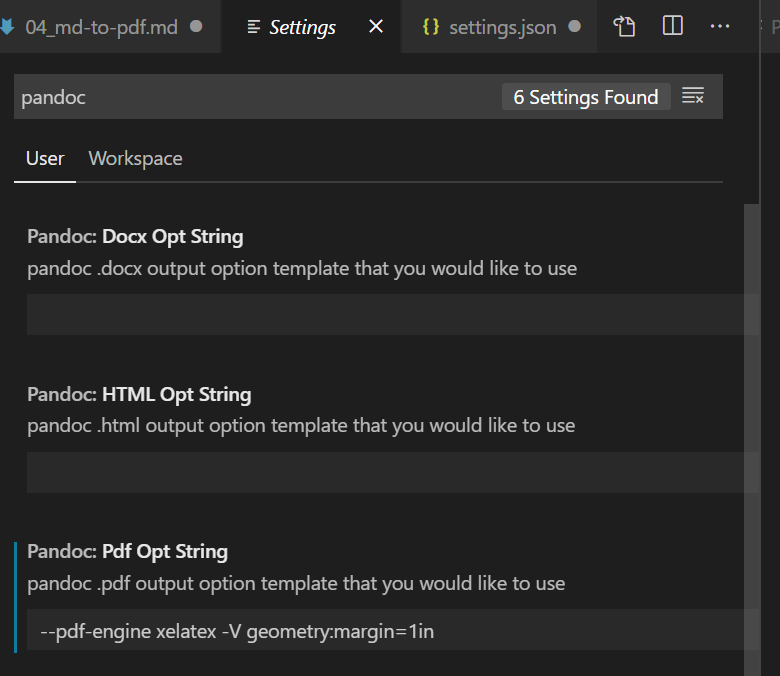 04_md-to-pdf.md Settings {} settings.json ...
pandoc 6 Settings Found
User Workspace
Pandoc: Docx Opt String
pandoc .docx output option template that you would like to use
Pandoc: HTML Opt String
pandoc .html output option template that you would like to use
Pandoc: Pdf Opt String
pandoc .pdf output option template that you would like to use
--pdf-engine xelatex -V geometry:margin=1in